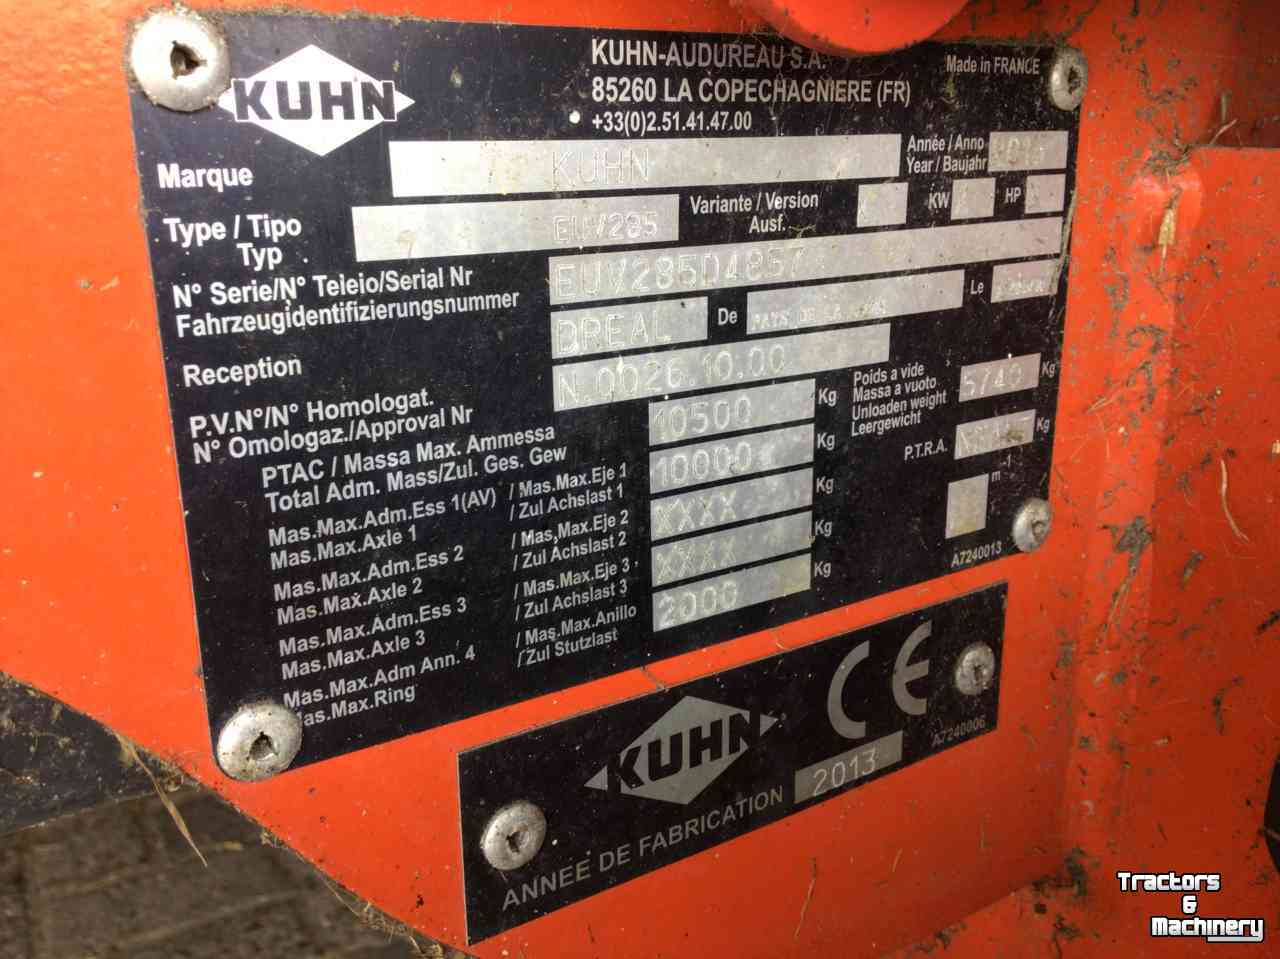 KUHN
KUHN-AUDUREAU S.A.
85260 LA COPECHAGNIERE (FR)
+33(0)2.51.41.47.00
Made in FRANCE
Marque KUHN
Année / Anno
Year / Baujahr
Type / Tipo
Typ
EUV285
Variante / Version
Ausf.
KW
HP
N° Serie/N° Teleio/Serial Nr
Fahrzeugidentifizierungsnummer
EUV285D4857
Reception BREAL De PAYS DE LA Le
P.V.N°/N° Homologat.
N° Omologaz./Approval Nr
N.0026.10.00
PTAC / Massa Max. Ammessa
Total Adm. Mass/Zul. Ges. Gew
10500 Kg
Mas.Max.Adm.Ess 1(AV) / Mas.Max.Eje 1
Mas.Max.Axle 1 / Zul Achslast 1
10000 Kg
Mas.Max.Adm.Ess 2 / Mas,Max.Eje 2
Mas.Max.Axle 2 / Zul Achslast 2
XXXX Kg
Mas.Max.Adm.Ess 3 / Mas.Max.Eje 3
Mas.Max.Axle 3 / Zul Achslast 3
XXXX Kg
Mas.Max.Adm Ann. 4 / Mas.Max.Anillo
Mas.Max.Ring / Zul Stutzlast
2000 Kg
Poids a vide
Massa a vuoto
Unloaden weight
Leergewicht
5740 Kg
P.T.R.A. Kg
m-1
A7240013
KUHN
CE
ANNEE DE FABRICATION 2013
A7240006
Tractors
&
Machinery